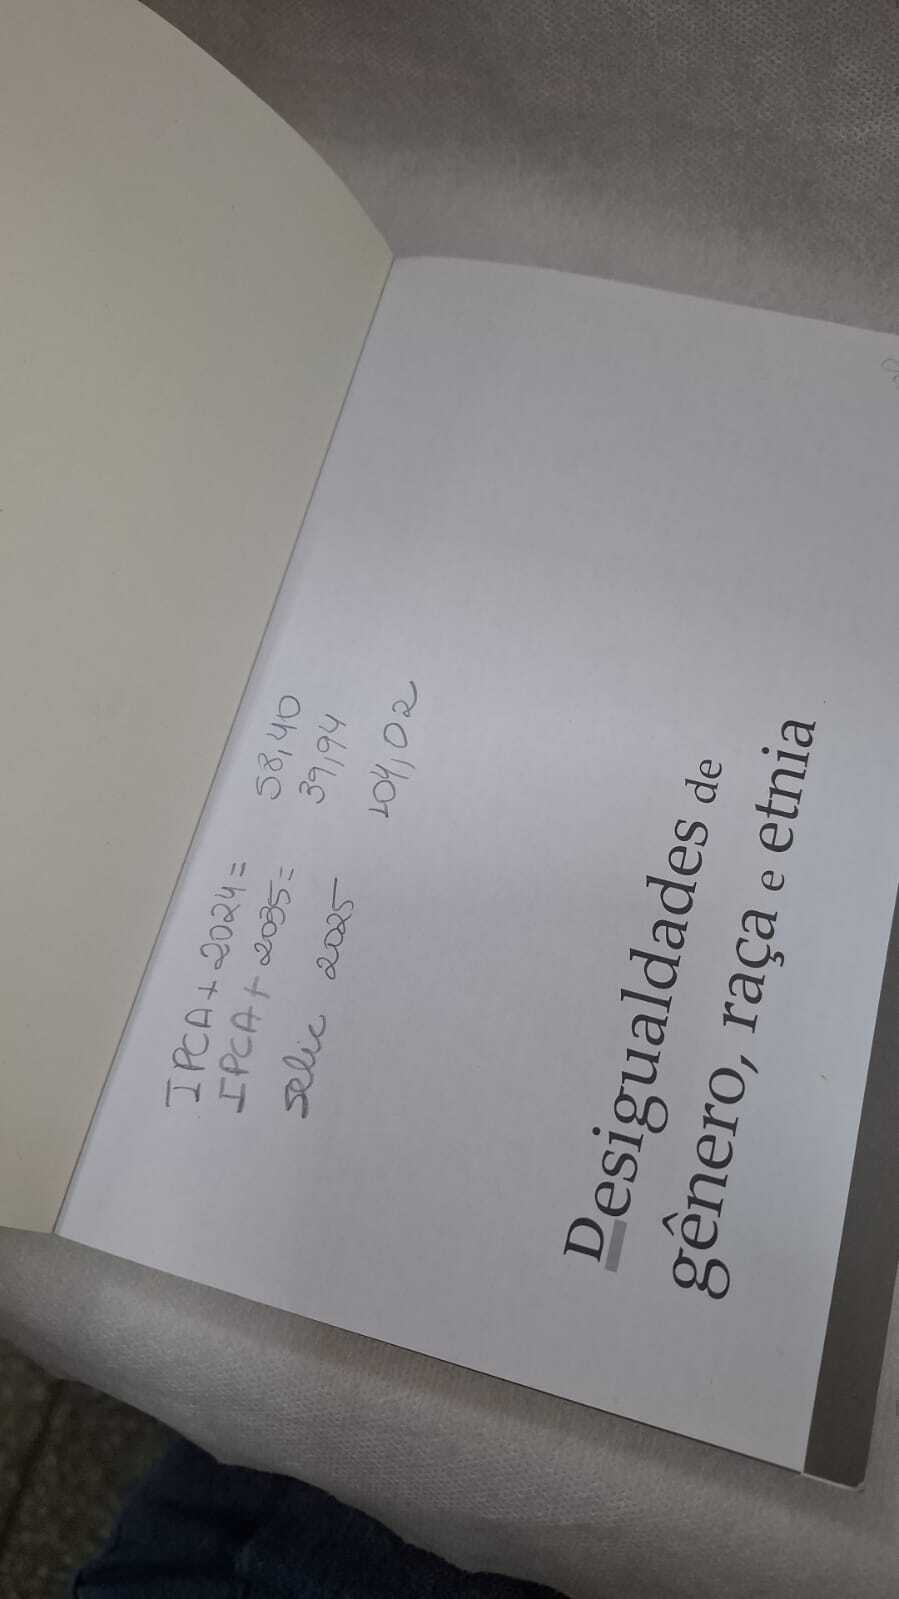 IPCA + 2024 = 58,40
IPCA + 2035 = 39,94
Selic 2025 104,02
Desigualdades de
gênero, raça e etnia